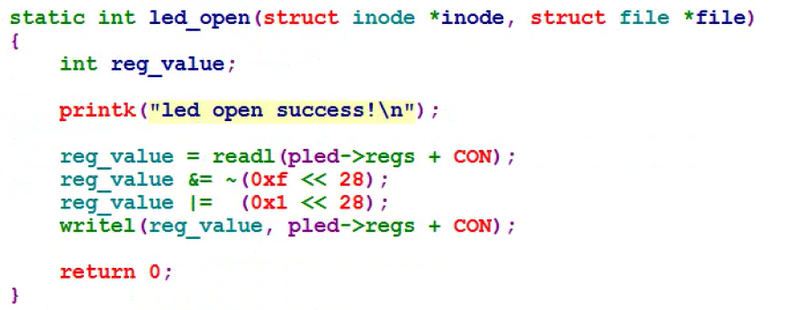 static int led_open(struct inode *inode, struct file *file)
{
    int reg_value;

    printk("led open success!\n");

    reg_value = readl(pled->regs + CON);
    reg_value &= ~(0xf << 28);
    reg_value |=  (0x1 << 28);
    writel(reg_value, pled->regs + CON);

    return 0;
}